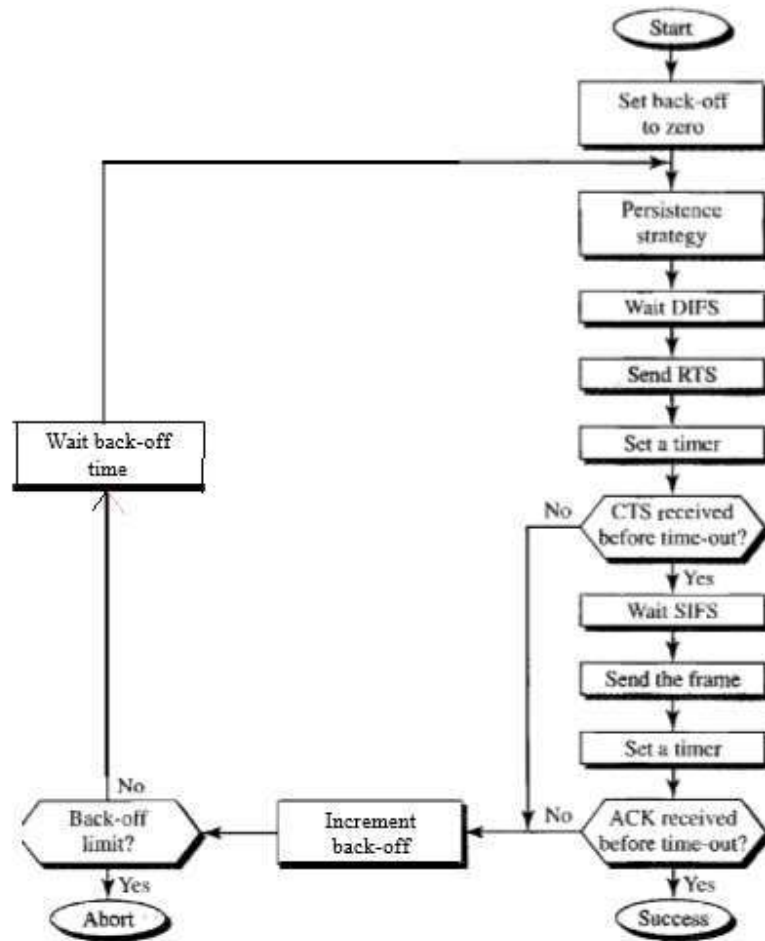 Start
Set back-off
to zero
Persistence
strategy
Wait DIFS
Send RTS
Wait back-off
time
Set a timer
No
CTS received
before time-out?
Yes
Wait SIFS
Send the frame
Set a timer
No
Back-off
limit?
Increment
back-off
No
ACK received
before time-out?
Yes
Abort
Yes
Success